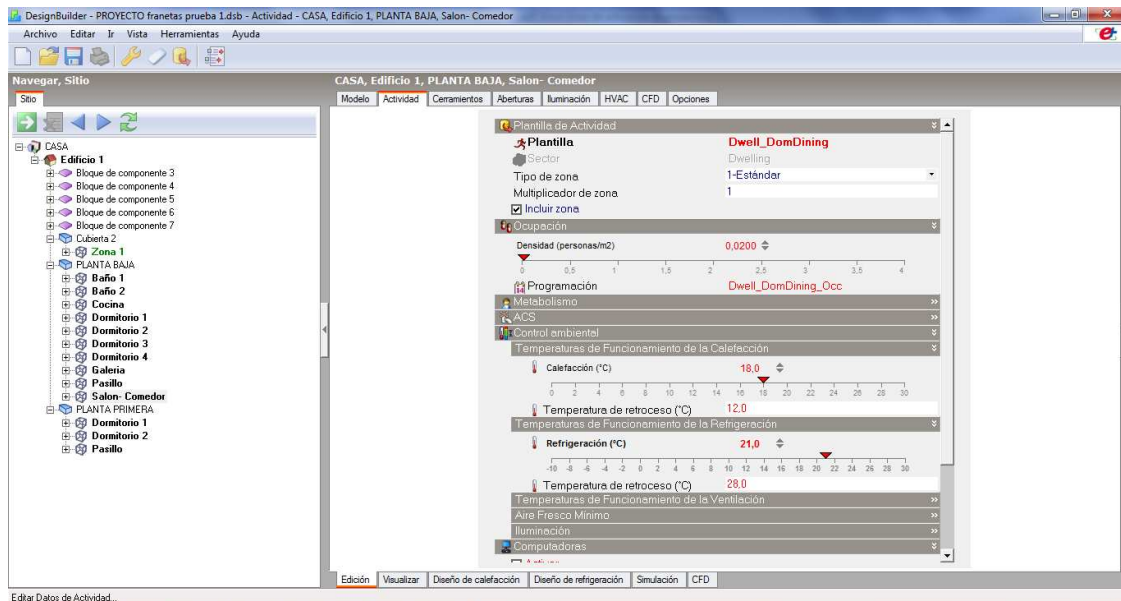 DesignBuilder - PROYECTO franetas prueba 1.dsb - Actividad - CASA, Edificio 1, PLANTA BAJA, Salon- Comedor
Archivo Editar Ir Vista Herramientas Ayuda
Navegar, Sitio
Sitio
CASA
Edificio 1
Bloque de componente 3
Bloque de componente 4
Bloque de componente 5
Bloque de componente 6
Bloque de componente 7
Cubierta 2
Zona 1
PLANTA BAJA
Baño 1
Baño 2
Cocina
Dormitorio 1
Dormitorio 2
Dormitorio 3
Dormitorio 4
Galeria
Pasillo
Salon- Comedor
PLANTA PRIMERA
Dormitorio 1
Dormitorio 2
Pasillo
CASA, Edificio 1, PLANTA BAJA, Salon- Comedor
Modelo Actividad Cerramientos Aberturas Iluminación HVAC CFD Opciones
Plantilla de Actividad
Plantilla Dwell_DomDining
Sector Dwelling
Tipo de zona 1-Estándar
Multiplicador de zona 1
Incluir zona
Ocupación
Densidad (personas/m2) 0,0200
0 0,5 1 1,5 2 2,5 3 3,5 4
Programación Dwell_DomDining_Occ
Metabolismo
ACS
Control ambiental
Temperaturas de Funcionamiento de la Calefacción
Calefacción (°C) 18,0
0 2 4 6 8 10 12 14 16 18 20 22 24 26 28 30
Temperatura de retroceso (°C) 12,0
Temperaturas de Funcionamiento de la Refrigeración
Refrigeración (°C) 21,0
-10 -8 -6 -4 -2 0 2 4 6 8 10 12 14 16 18 20 22 24 26 28 30
Temperatura de retroceso (°C) 28,0
Temperaturas de Funcionamiento de la Ventilación
Aire Fresco Mínimo
Iluminación
Computadoras
Edición Visualizar Diseño de calefacción Diseño de refrigeración Simulación CFD
Editar Datos de Actividad...